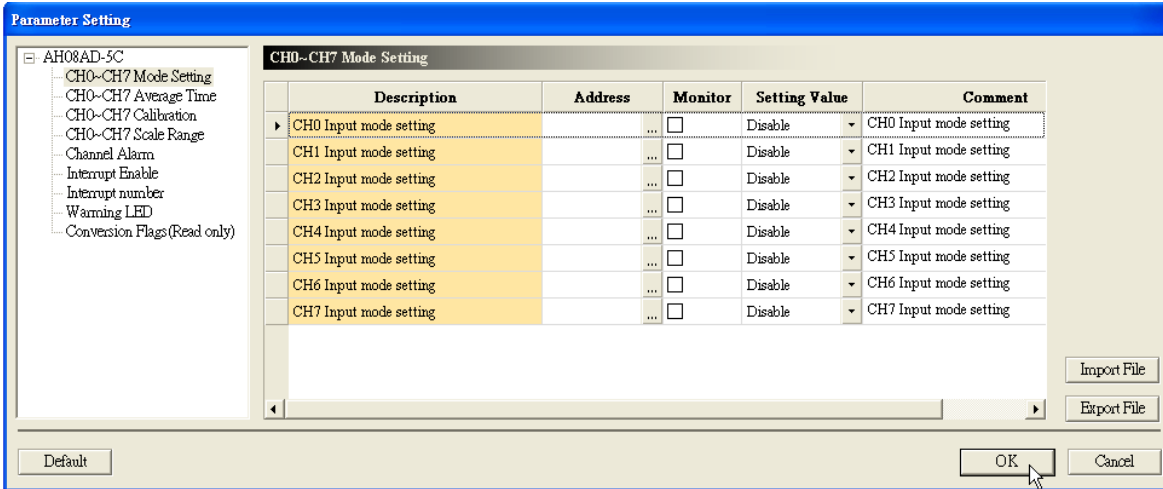 Parameter Setting
AH08AD-5C
CH0~CH7 Mode Setting
CH0~CH7 Average Time
CH0~CH7 Calibration
CH0~CH7 Scale Range
Channel Alarm
Interrupt Enable
Interrupt number
Warming LED
Conversion Flags(Read only)
CH0~CH7 Mode Setting
Description Address Monitor Setting Value Comment
CH0 Input mode setting ... Disable CH0 Input mode setting
CH1 Input mode setting ... Disable CH1 Input mode setting
CH2 Input mode setting ... Disable CH2 Input mode setting
CH3 Input mode setting ... Disable CH3 Input mode setting
CH4 Input mode setting ... Disable CH4 Input mode setting
CH5 Input mode setting ... Disable CH5 Input mode setting
CH6 Input mode setting ... Disable CH6 Input mode setting
CH7 Input mode setting ... Disable CH7 Input mode setting
Import File
Export File
Default OK Cancel